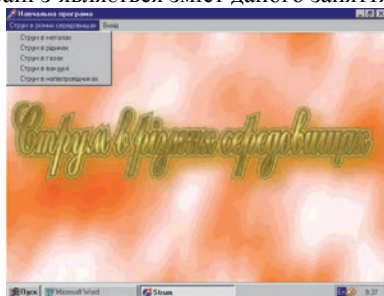 Навчальна програма
Струм в різних середовищах Вихід
Струм в металах
Струм в рідинах
Струм в газах
Струм в вакуумі
Струм в напівпровідниках
Струм в різних середовищах
Пуск Microsoft Word Strum 9:37